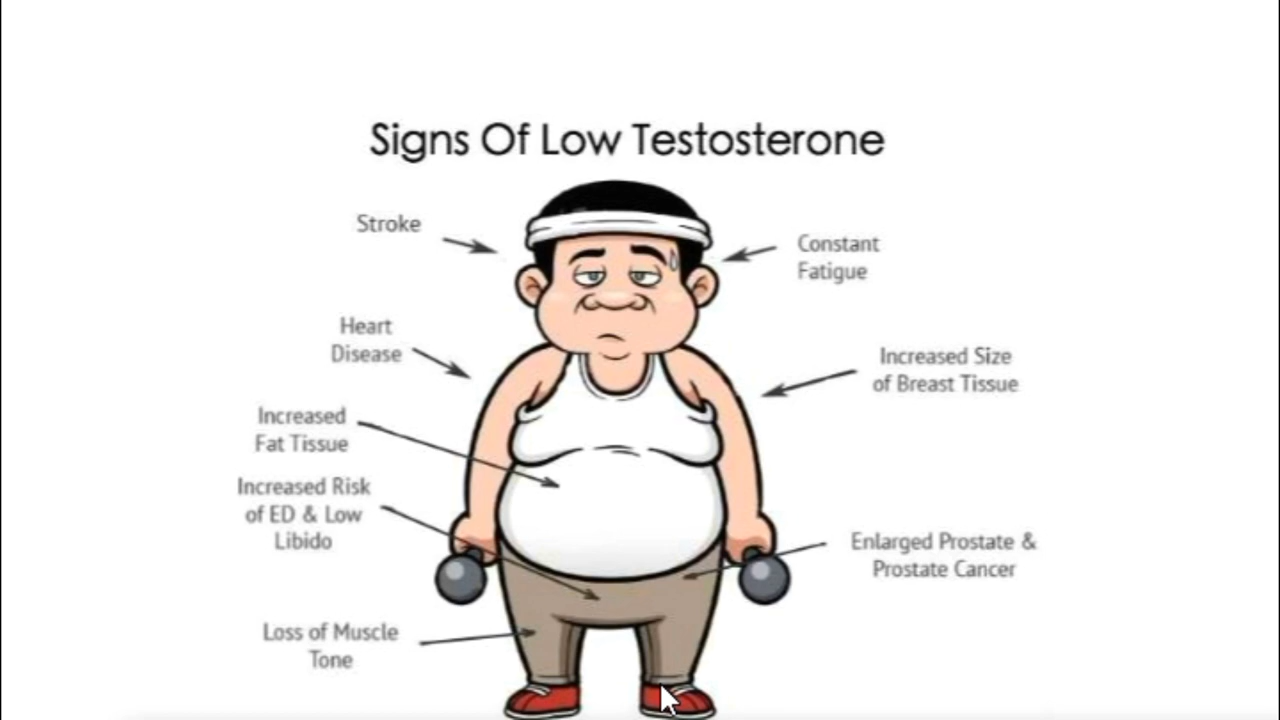 Signs Of Low Testosterone
Stroke
Constant
Fatigue
Heart
Disease
Increased Size
of Breast Tissue
Increased
Fat Tissue
Increased Risk
of ED & Low
Libido
Enlarged Prostate &
Prostate Cancer
Loss of Muscle
Tone